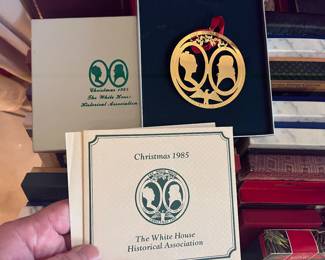 Christmas 1985
The White House
Historical Association
Christmas 1985
The White House
Historical Association